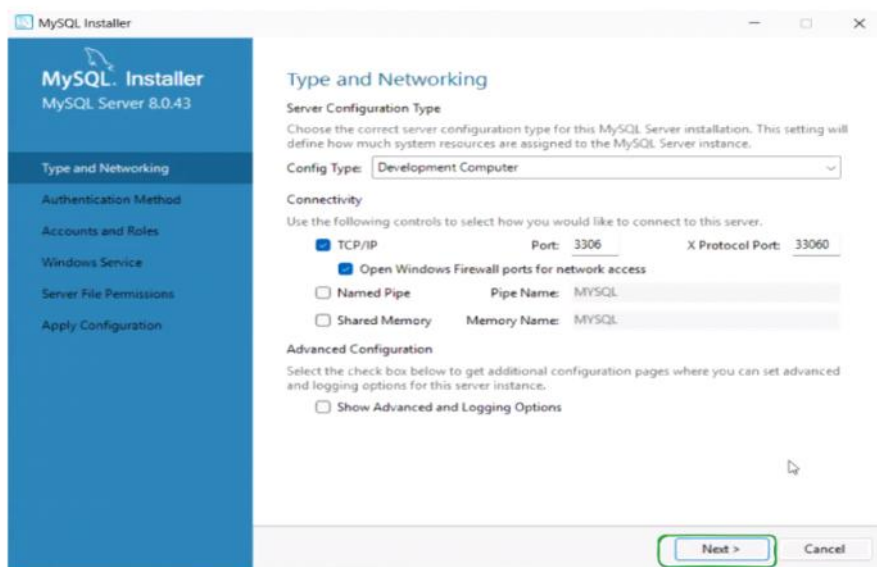 MySQL Installer
MySQL. Installer
MySQL Server 8.0.43
Type and Networking
Authentication Method
Accounts and Roles
Windows Service
Server File Permissions
Apply Configuration
Type and Networking
Server Configuration Type
Choose the correct server configuration type for this MySQL Server installation. This setting will
define how much system resources are assigned to the MySQL Server instance.
Config Type: Development Computer
Connectivity
Use the following controls to select how you would like to connect to this server.
TCP/IP Port: 3306 X Protocol Port: 33060
Open Windows Firewall ports for network access
Named Pipe Pipe Name: MYSQL
Shared Memory Memory Name: MYSQL
Advanced Configuration
Select the check box below to get additional configuration pages where you can set advanced
and logging options for this server instance.
Show Advanced and Logging Options
Next > Cancel